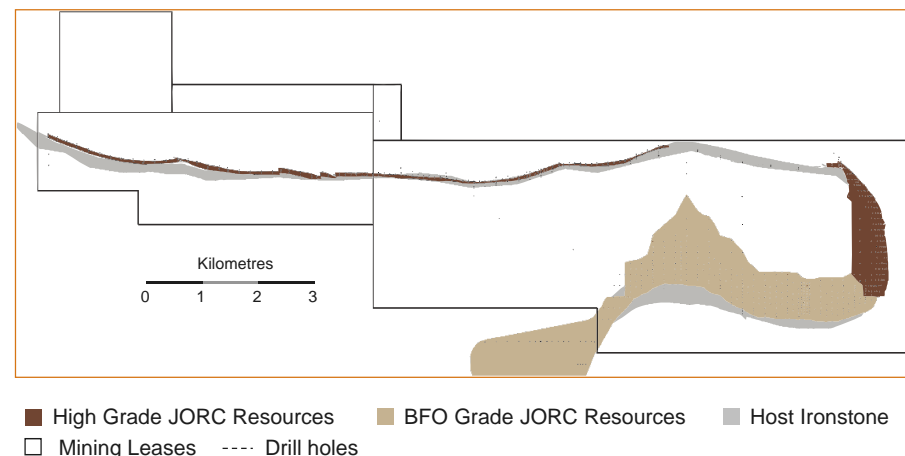 Kilometres
0 1 2 3
High Grade JORC Resources BFO Grade JORC Resources Host Ironstone
Mining Leases Drill holes